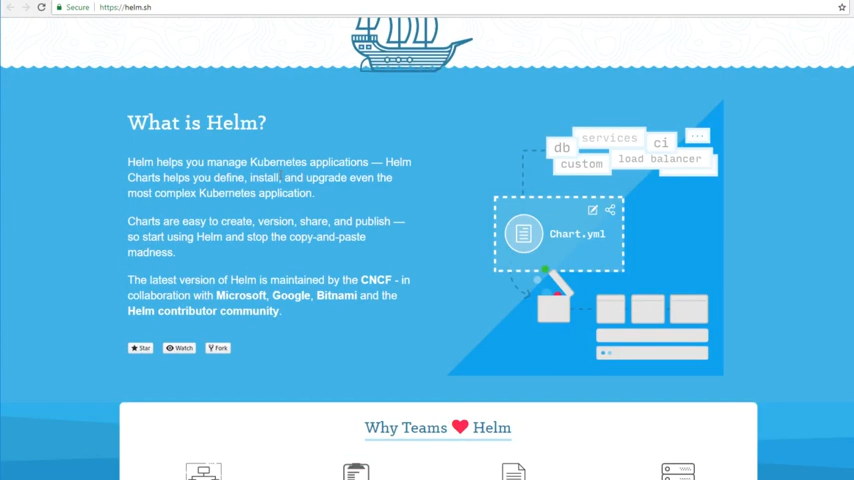 Secure
https://helm.sh
What is Helm?
Helm helps you manage Kubernetes applications — Helm
Charts helps you define, install, and upgrade even the
most complex Kubernetes application.
Charts are easy to create, version, share, and publish —
so start using Helm and stop the copy-and-paste
madness.
The latest version of Helm is maintained by the CNCF - in
collaboration with Microsoft, Google, Bitnami and the
Helm contributor community.
Star
Watch
Fork
services
ci
...
db
custom
load balancer
Chart.yml
Why Teams ❤ Helm